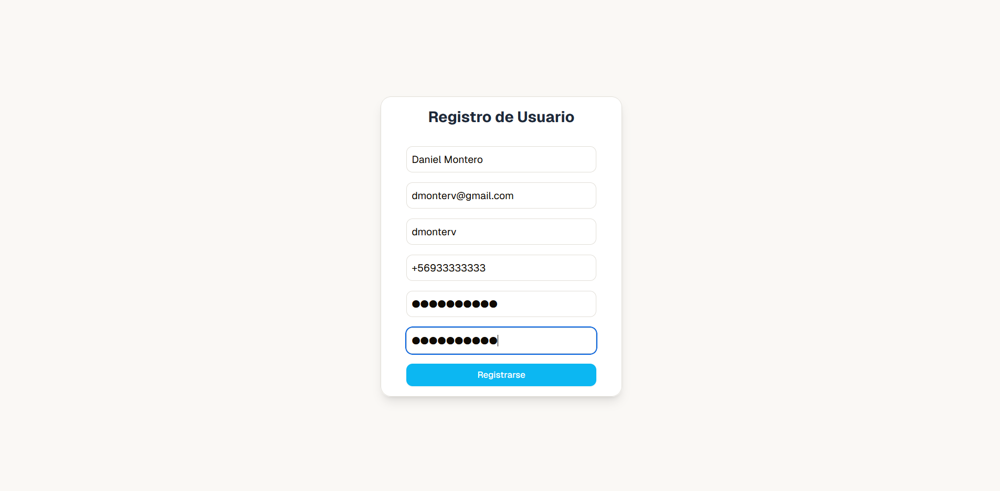 Registro de Usuario
Daniel Montero
dmonterv@gmail.com
dmonterv
+56933333333
●●●●●●●●●●
●●●●●●●●●●
Registrarse